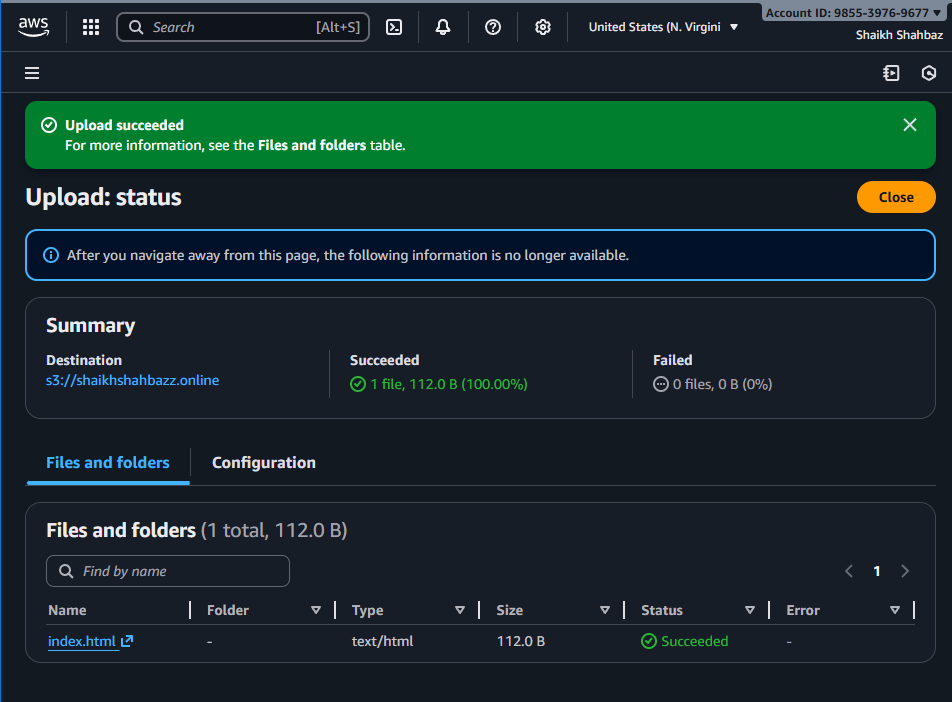 aws
Search [Alt+S]
United States (N. Virgini
Account ID: 9855-3976-9677
Shaikh Shahbaz
Upload succeeded
For more information, see the Files and folders table.
Upload: status
Close
After you navigate away from this page, the following information is no longer available.
Summary
Destination
s3://shaikhshahbazz.online
Succeeded
1 file, 112.0 B (100.00%)
Failed
0 files, 0 B (0%)
Files and folders Configuration
Files and folders (1 total, 112.0 B)
Find by name
1
Name Folder Type Size Status Error
index.html - text/html 112.0 B Succeeded -